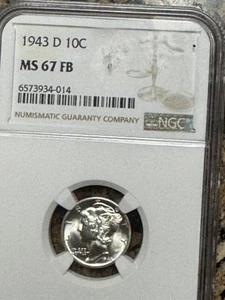 1943 D 10C
MS 67 FB
6573934-014
NUMISMATIC GUARANTY COMPANY
NGC